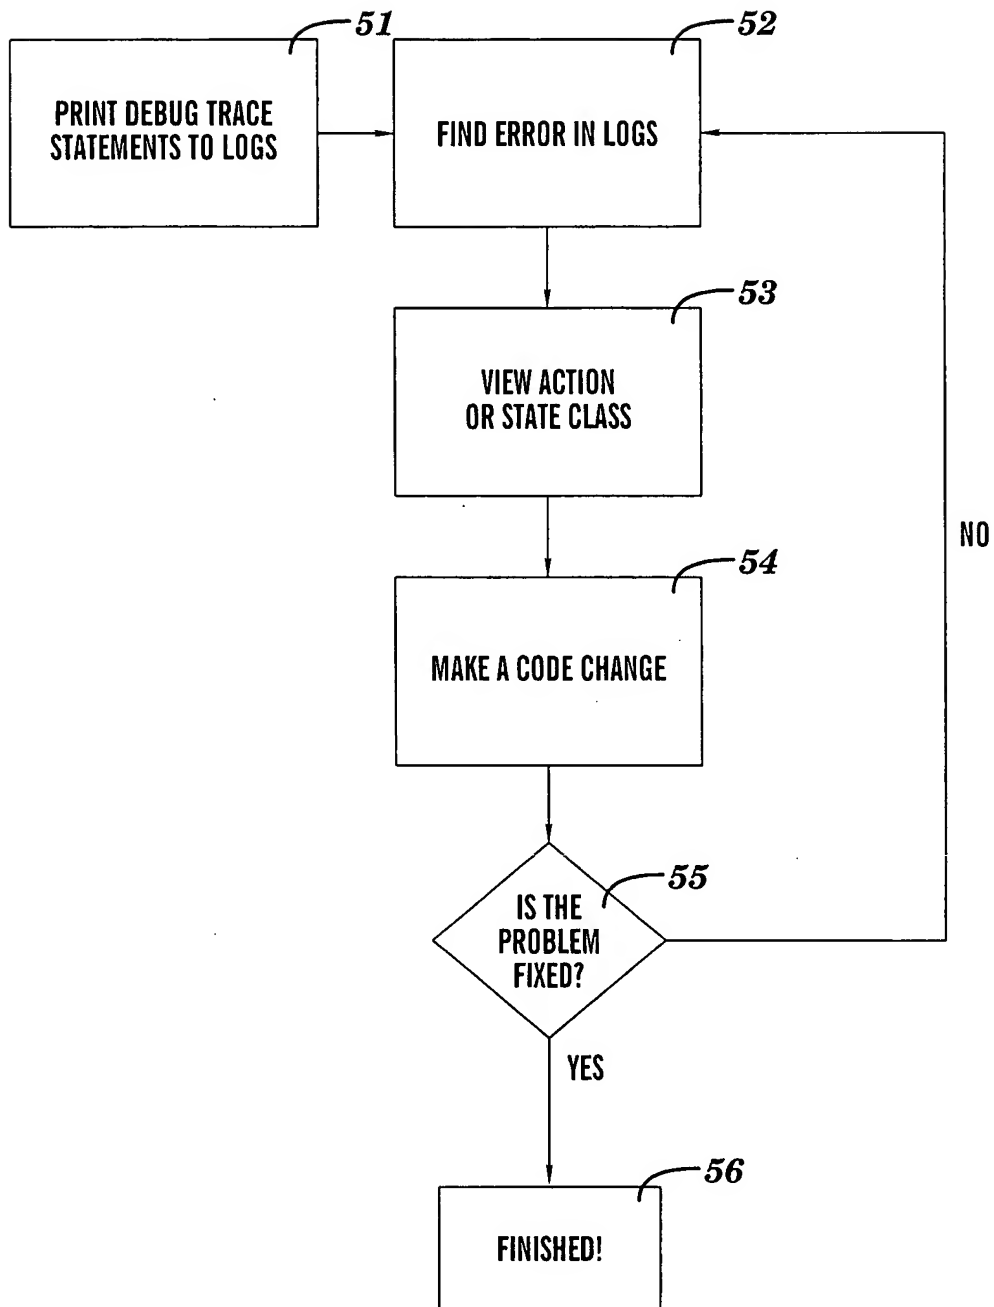 51
PRINT DEBUG TRACE
STATEMENTS TO LOGS
52
FIND ERROR IN LOGS
53
VIEW ACTION
OR STATE CLASS
NO
54
MAKE A CODE CHANGE
55
IS THE
PROBLEM
FIXED?
YES
56
FINISHED!